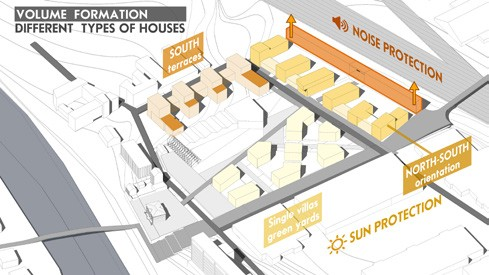 VOLUME FORMATION
DIFFERENT TYPES OF HOUSES
SOUTH
terraces
NOISE PROTECTION
NORTH-SOUTH
orientation
Single villas
green yards
SUN PROTECTION